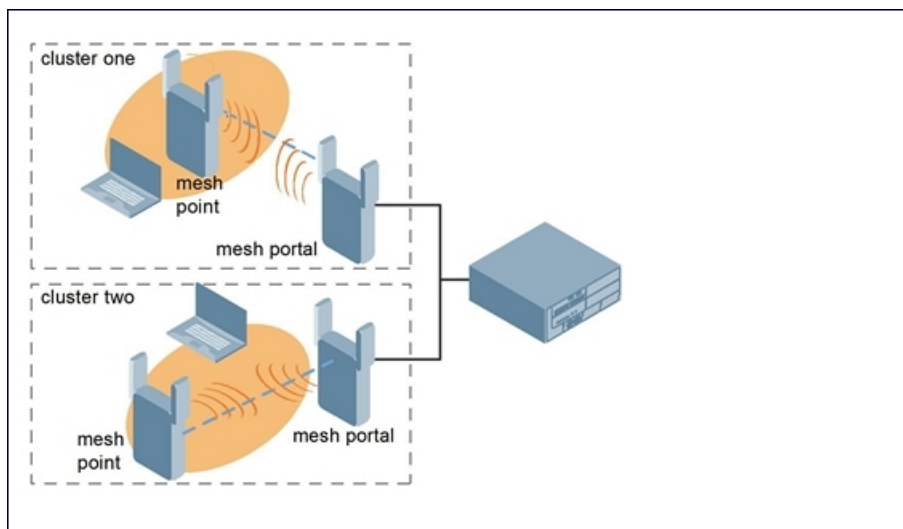 cluster one
mesh
point
mesh portal
cluster two
mesh
point
mesh portal